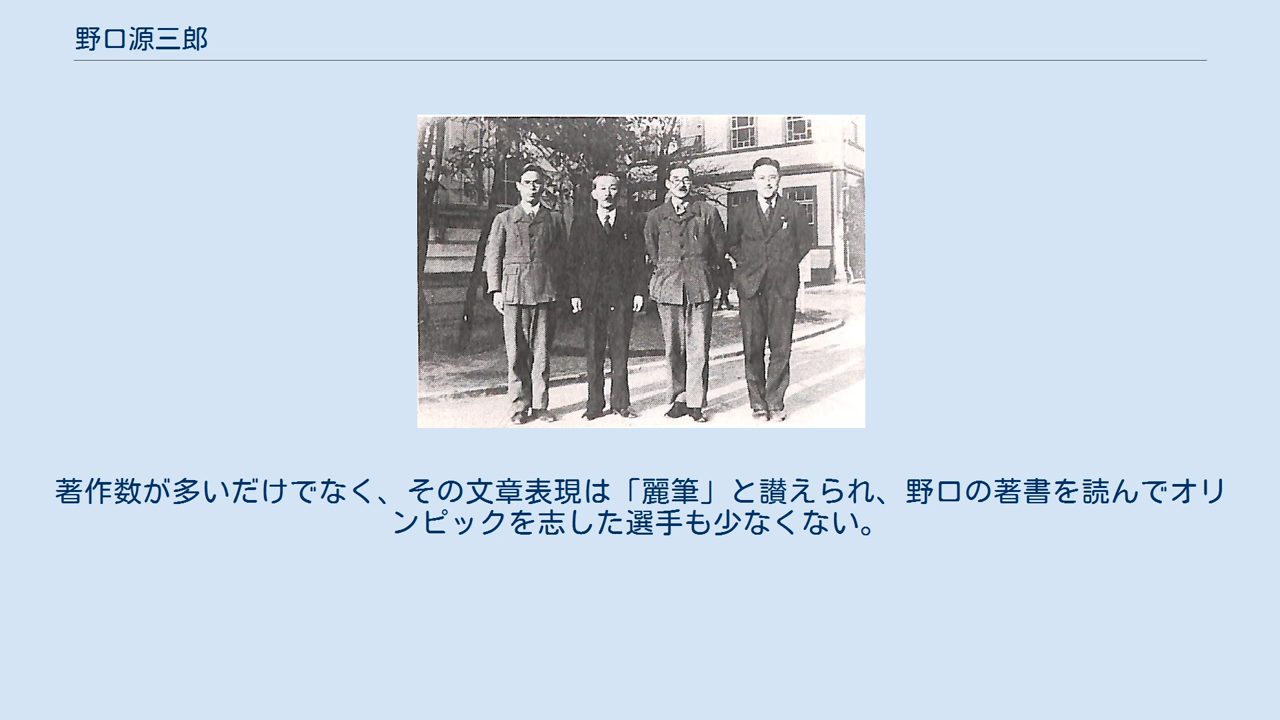 野口源三郎
著作数が多いだけでなく、その文章表現は「麗筆」と讃えられ、野口の著書を読んでオリ
ンピックを志した選手も少なくない。